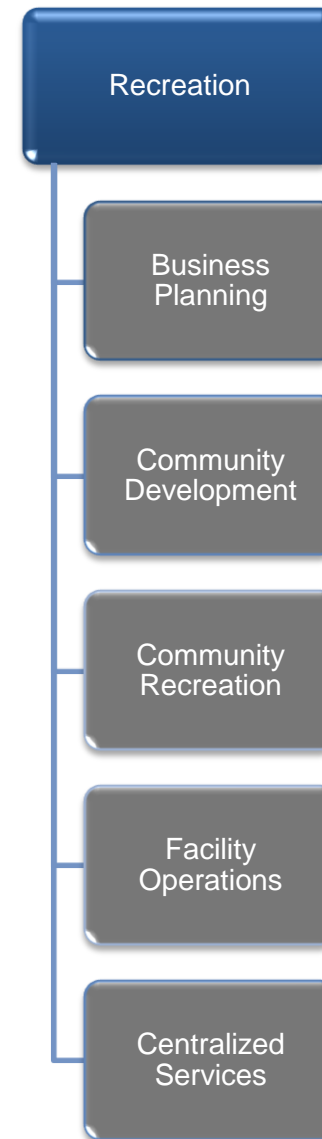 Recreation
Business
Planning
Community
Development
Community
Recreation
Facility
Operations
Centralized
Services